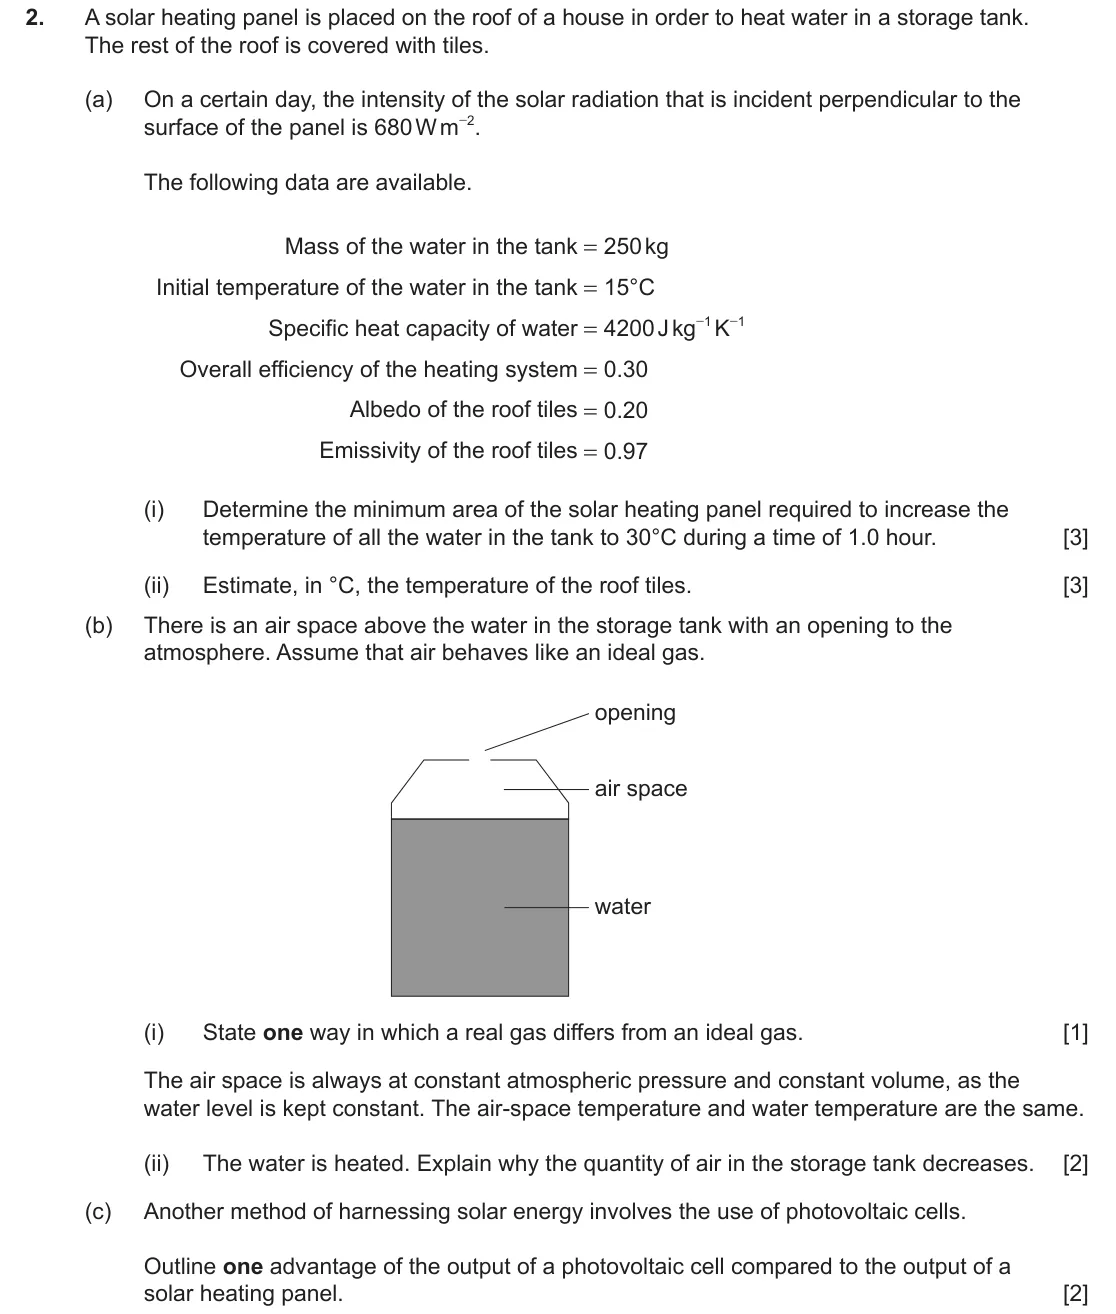 2. A solar heating panel is placed on the roof of a house in order to heat water in a storage tank.
The rest of the roof is covered with tiles.
(a) On a certain day, the intensity of the solar radiation that is incident perpendicular to the
surface of the panel is 680 W m⁻².
The following data are available.
Mass of the water in the tank = 250 kg
Initial temperature of the water in the tank = 15°C
Specific heat capacity of water = 4200 J kg⁻¹ K⁻¹
Overall efficiency of the heating system = 0.30
Albedo of the roof tiles = 0.20
Emissivity of the roof tiles = 0.97
(i) Determine the minimum area of the solar heating panel required to increase the
temperature of all the water in the tank to 30°C during a time of 1.0 hour. [3]
(ii) Estimate, in °C, the temperature of the roof tiles. [3]
(b) There is an air space above the water in the storage tank with an opening to the
atmosphere. Assume that air behaves like an ideal gas.
opening
air space
water
(i) State one way in which a real gas differs from an ideal gas. [1]
The air space is always at constant atmospheric pressure and constant volume, as the
water level is kept constant. The air-space temperature and water temperature are the same.
(ii) The water is heated. Explain why the quantity of air in the storage tank decreases. [2]
(c) Another method of harnessing solar energy involves the use of photovoltaic cells.
Outline one advantage of the output of a photovoltaic cell compared to the output of a
solar heating panel. [2]